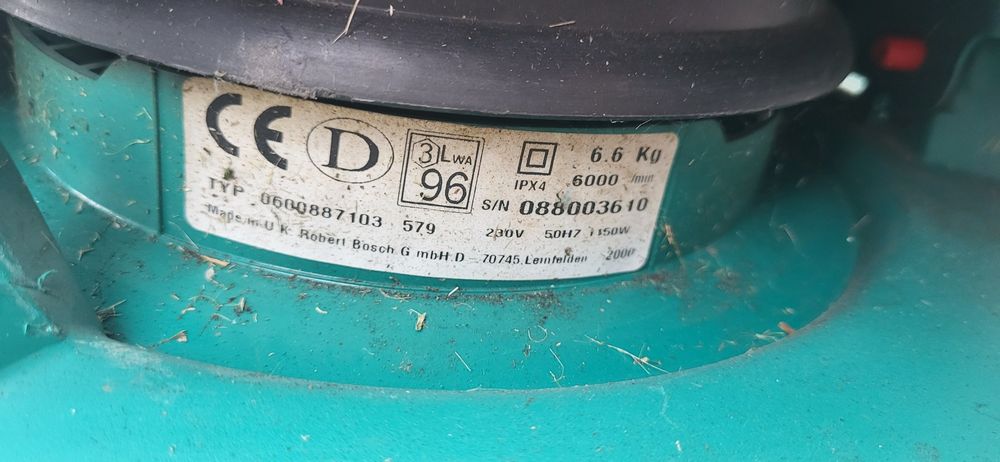 CE D 3 LWA 96 6.6 Kg
IPX4 6000 /min
TYP 0600887103 579 S/N 088003610
230V 50HZ 1150W
Made in U.K. Robert Bosch GmbH D - 70745 Leinfelden 2000